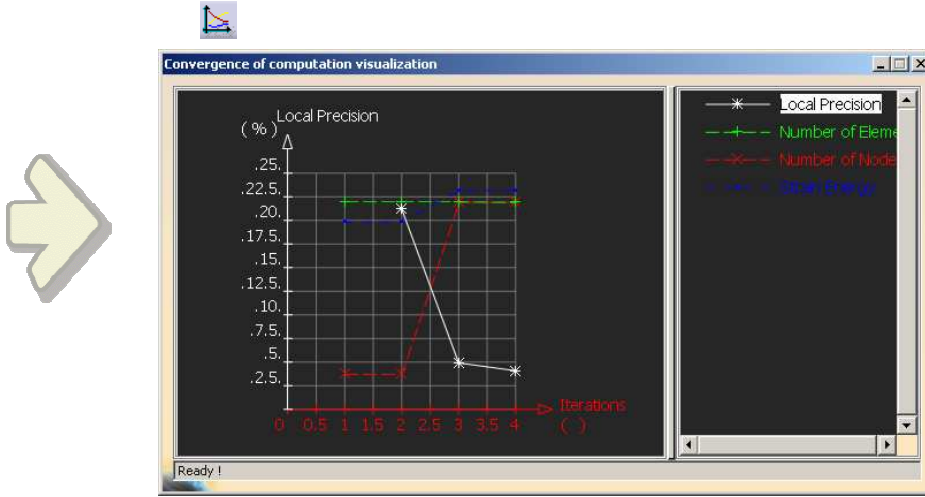 Convergence of computation visualization
Local Precision
( % )
.25.
.22.5.
.20.
.17.5.
.15.
.12.5.
.10.
.7.5.
.5.
.2.5.
0 0.5 1 1.5 2 2.5 3 3.5 4
Iterations
( )
Local Precision
Number of Eleme
Number of Node
Strain Energy
Ready !